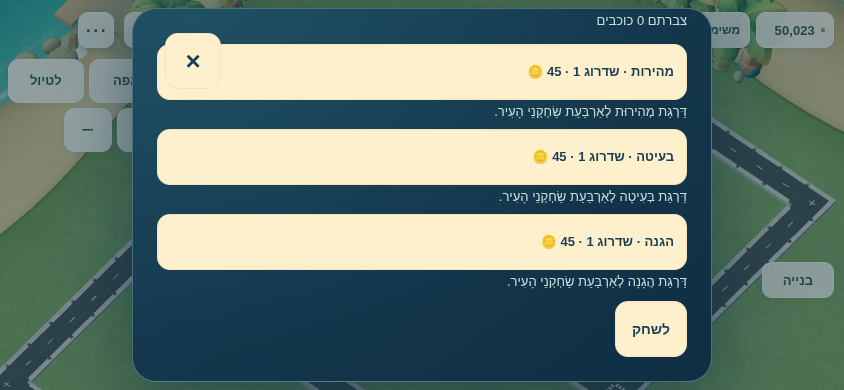 צברתם 0 כוכבים
50,023
משימ
...
✕
מהירות · שדרוג 1 · 45
לטיול
מפה
דַּרְגַּת מְהִירוּת לְאַרְבַּעַת שַׂחְקָנֵי הָעִיר.
–
בעיטה · שדרוג 1 · 45
דַּרְגַּת בְּעִיטָה לְאַרְבַּעַת שַׂחְקָנֵי הָעִיר.
הגנה · שדרוג 1 · 45
דַּרְגַּת הֲגָנָה לְאַרְבַּעַת שַׂחְקָנֵי הָעִיר.
בנייה
לשחק